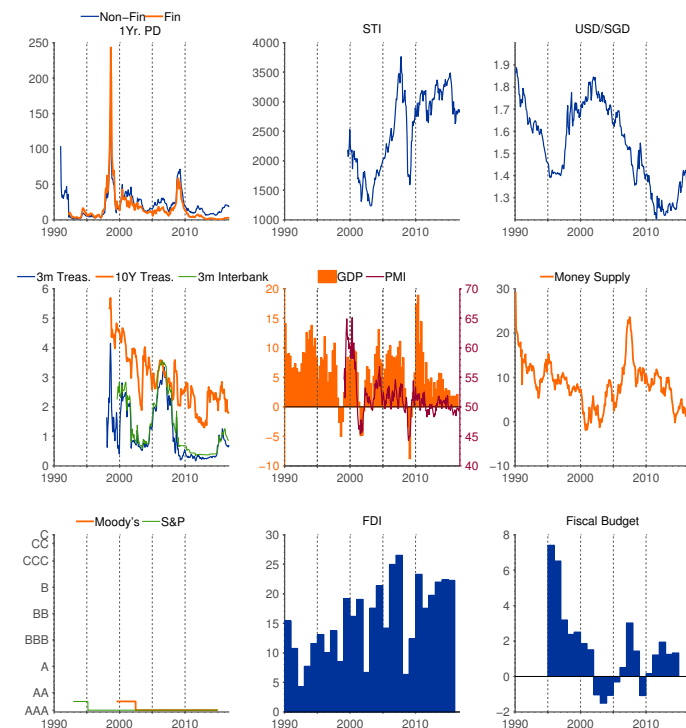 Non−Fin Fin
1Yr. PD
STI
USD/SGD
250
200
150
100
50
0
1990 2000 2010
4000
3500
3000
2500
2000
1500
1000
1990 2000 2010
1.9
1.8
1.7
1.6
1.5
1.4
1.3
1990 2000 2010
3m Treas. 10Y Treas. 3m Interbank
GDP PMI
Money Supply
6
5
4
3
2
1
0
1990 2000 2010
20
15
10
5
0
−5
−10
70
65
60
55
50
45
40
1990 2000 2010
30
20
10
0
−10
1990 2000 2010
Moody's S&P
FDI
Fiscal Budget
C
CC
CCC
B
BB
BBB
A
AA
AAA
1990 2000 2010
30
25
20
15
10
5
0
1990 2000 2010
8
6
4
2
0
−2
1990 2000 2010